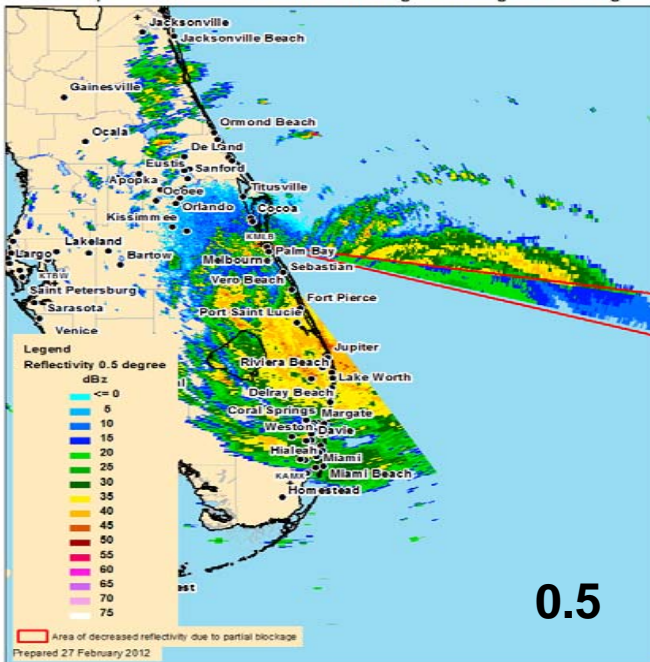 Jacksonville
Jacksonville Beach
Gainesville
Ormond Beach
Ocala
De Land
Eustis
Sanford
Apopka
Titusville
Ocoee
Orlando
Cocoa
Kissimmee
KMLB
Lakeland
Palm Bay
Largo
Bartow
Melbourne
Sebastian
KTBW
Vero Beach
Saint Petersburg
Fort Pierce
Sarasota
Port Saint Lucie
Venice
Jupiter
Legend
Riviera Beach
Reflectivity 0.5 degree
Lake Worth
dBz
Delray Beach
<= 0
5
Coral Springs
Margate
10
Weston
Davie
15
20
Hialeah
Miami
25
KAMX
Miami Beach
30
Homestead
35
40
45
50
55
60
65
est
70
0.5
75
Area of decreased reflectivity due to partial blockage
Prepared 27 February 2012